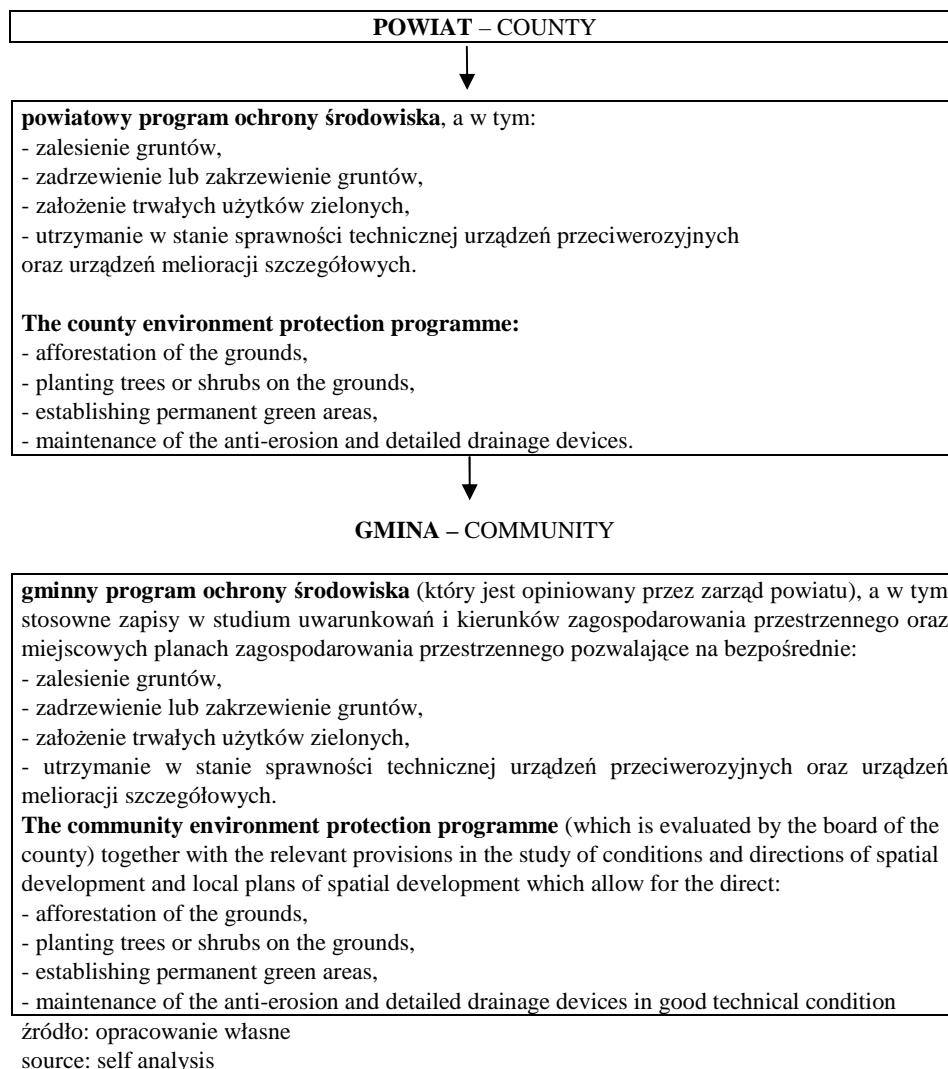 POWIAT – COUNTY
powiatowy program ochrony środowiska, a w tym:
- zalesienie gruntów,
- zadrzewienie lub zakrzewienie gruntów,
- założenie trwałych użytków zielonych,
- utrzymanie w stanie sprawności technicznej urządzeń przeciwerozyjnych
oraz urządzeń melioracji szczegółowych.
The county environment protection programme:
- afforestation of the grounds,
- planting trees or shrubs on the grounds,
- establishing permanent green areas,
- maintenance of the anti-erosion and detailed drainage devices.
GMINA – COMMUNITY
gminny program ochrony środowiska (który jest opiniowany przez zarząd powiatu), a w tym
stosowne zapisy w studium uwarunkowań i kierunków zagospodarowania przestrzennego oraz
miejscowych planach zagospodarowania przestrzennego pozwalające na bezpośrednie:
- zalesienie gruntów,
- zadrzewienie lub zakrzewienie gruntów,
- założenie trwałych użytków zielonych,
- utrzymanie w stanie sprawności technicznej urządzeń przeciwerozyjnych oraz urządzeń
melioracji szczegółowych.
The community environment protection programme (which is evaluated by the board of the
county) together with the relevant provisions in the study of conditions and directions of spatial
development and local plans of spatial development which allow for the direct:
- afforestation of the grounds,
- planting trees or shrubs on the grounds,
- establishing permanent green areas,
- maintenance of the anti-erosion and detailed drainage devices in good technical condition
źródło: opracowanie własne
source: self analysis